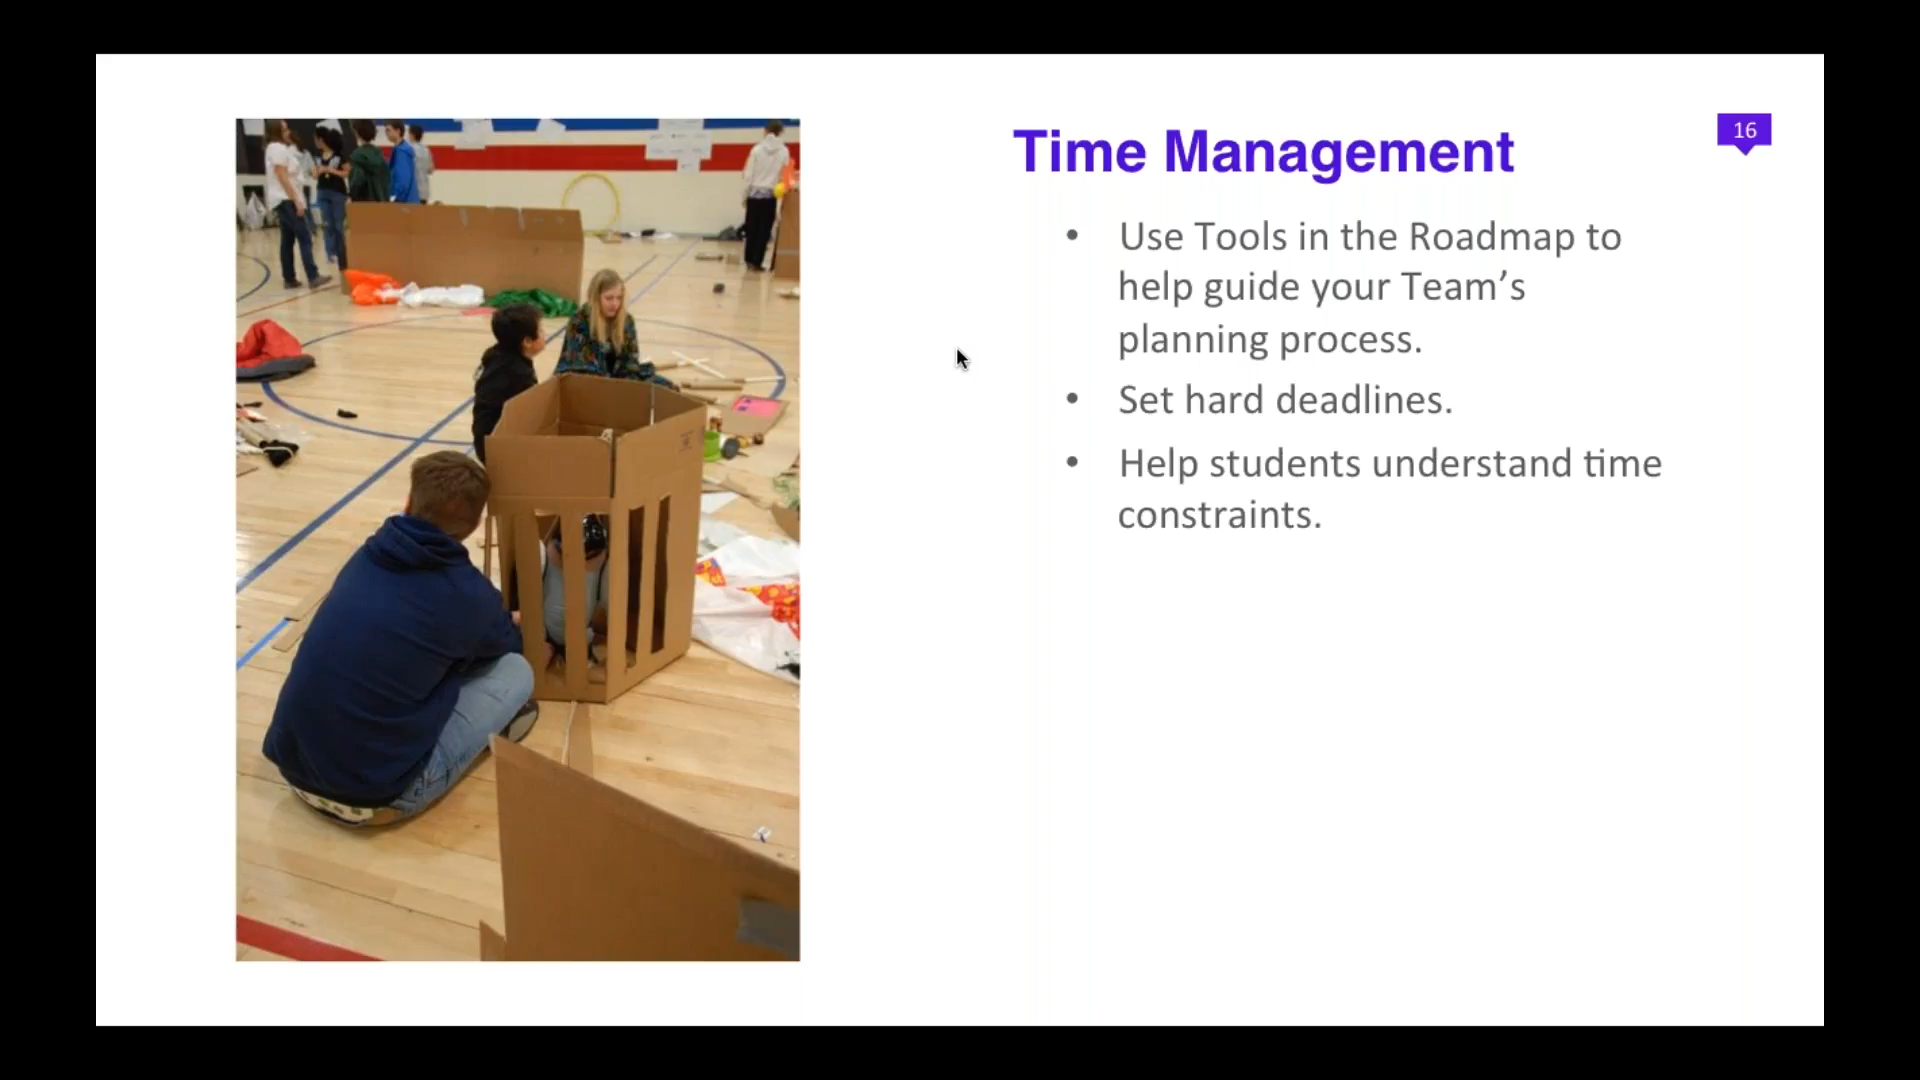 Time Management
16
• Use Tools in the Roadmap to
help guide your Team’s
planning process.
• Set hard deadlines.
• Help students understand time
constraints.